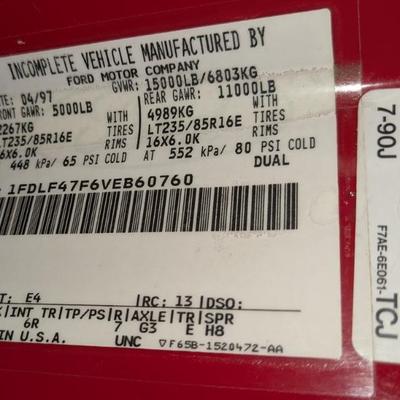 INCOMPLETE VEHICLE MANUFACTURED BY
FORD MOTOR COMPANY
DATE: 04/97 GVWR: 15000LB/6803KG
FRONT GAWR: 5000LB REAR GAWR: 11000LB
2267KG WITH 4989KG WITH
LT235/85R16E TIRES LT235/85R16E TIRES
16X6.0K RIMS 16X6.0K RIMS
448 kPa/ 65 PSI COLD AT 552 kPa/ 80 PSI COLD
DUAL
1FDLF47F6VEB60760
T: E4 RC: 13 DSO:
INT TR|TP/PS|R|AXLE|TR|SPR
6R 7 G3 E H8
IN U.S.A. UNC ▽F65B-1520472-AA
7-90J
F7AE-6E061-
TCJ